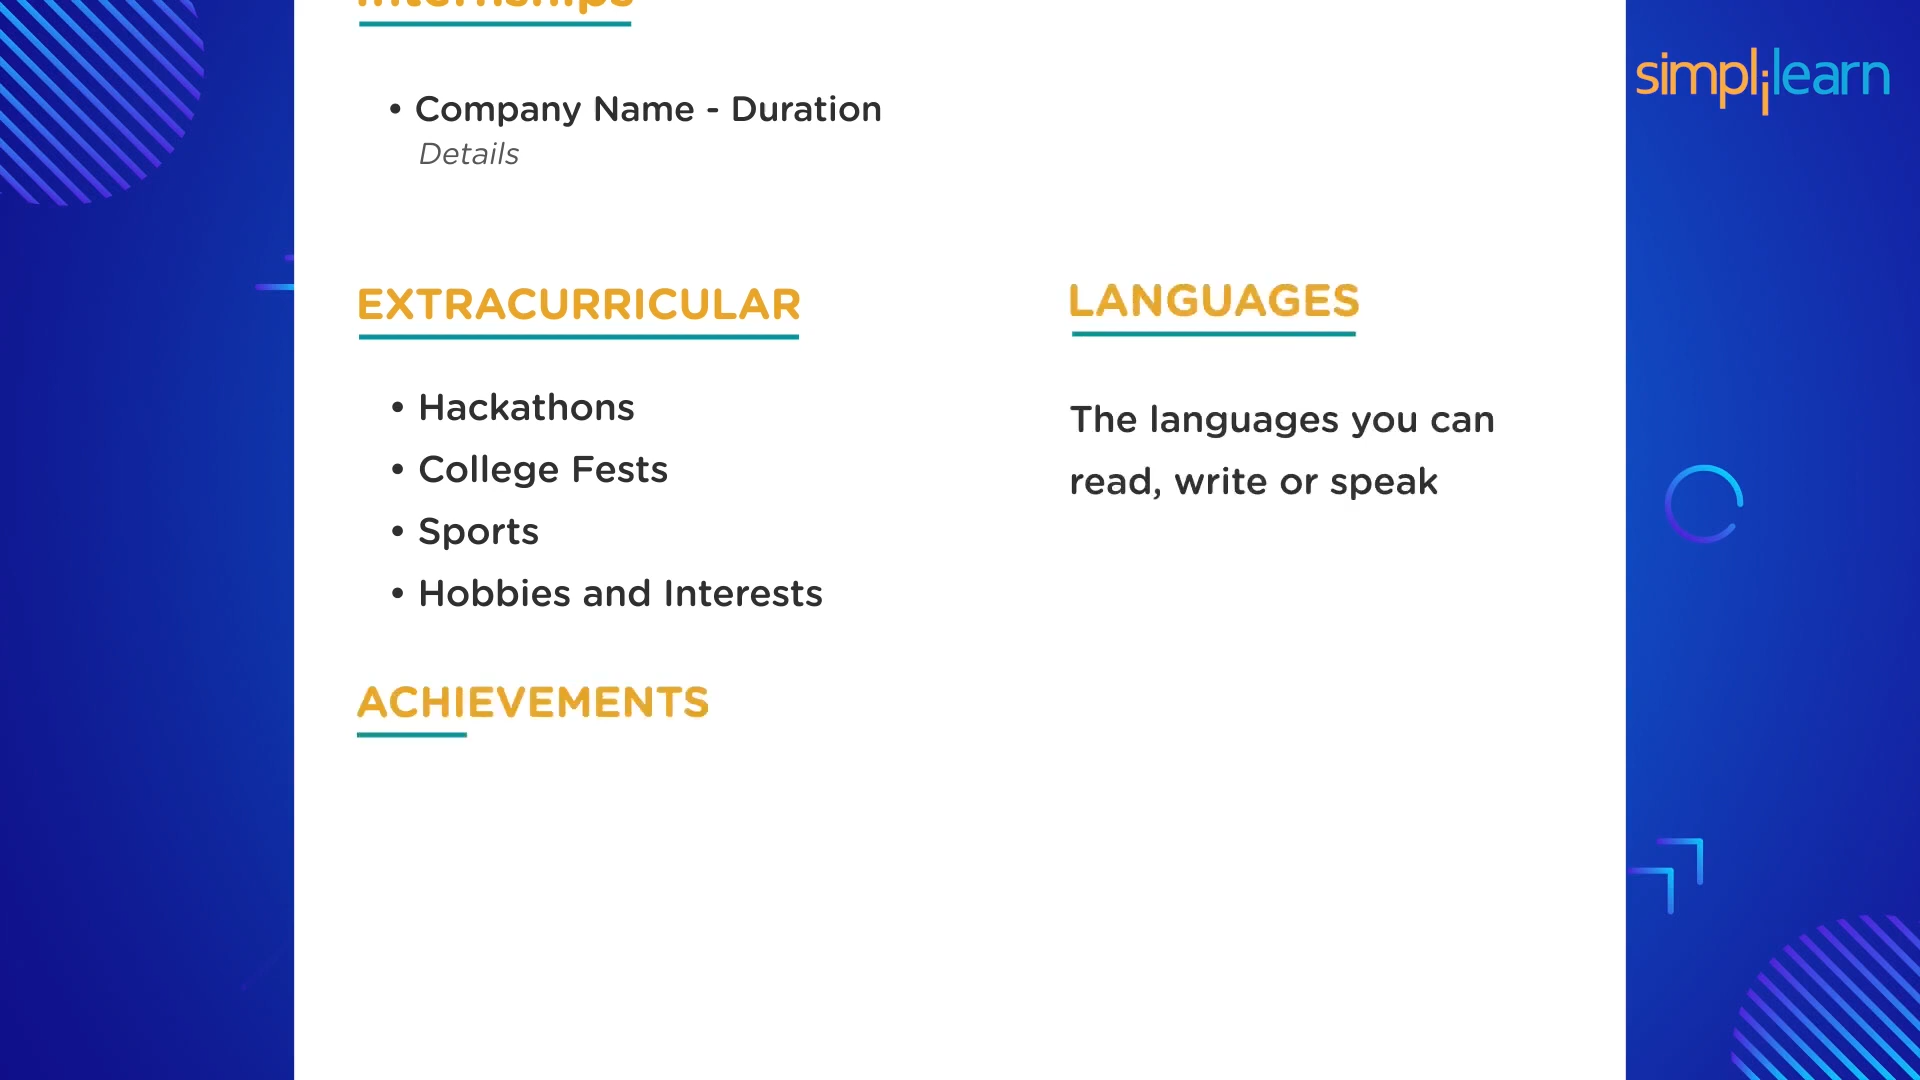 Internships
simplilearn
• Company Name - Duration
Details
EXTRACURRICULAR
• Hackathons
• College Fests
• Sports
• Hobbies and Interests
LANGUAGES
The languages you can
read, write or speak
ACHIEVEMENTS